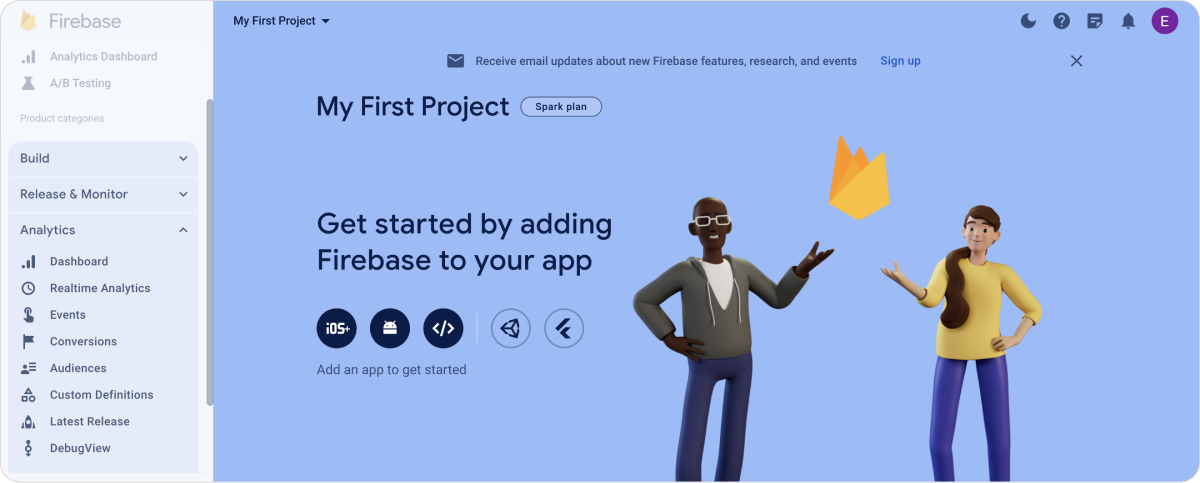 Firebase
Analytics Dashboard
A/B Testing
Product categories
Build
Release & Monitor
Analytics
Dashboard
Realtime Analytics
Events
Conversions
Audiences
Custom Definitions
Latest Release
DebugView
My First Project
E
Receive email updates about new Firebase features, research, and events Sign up
My First Project Spark plan
Get started by adding
Firebase to your app
iOS+
Add an app to get started